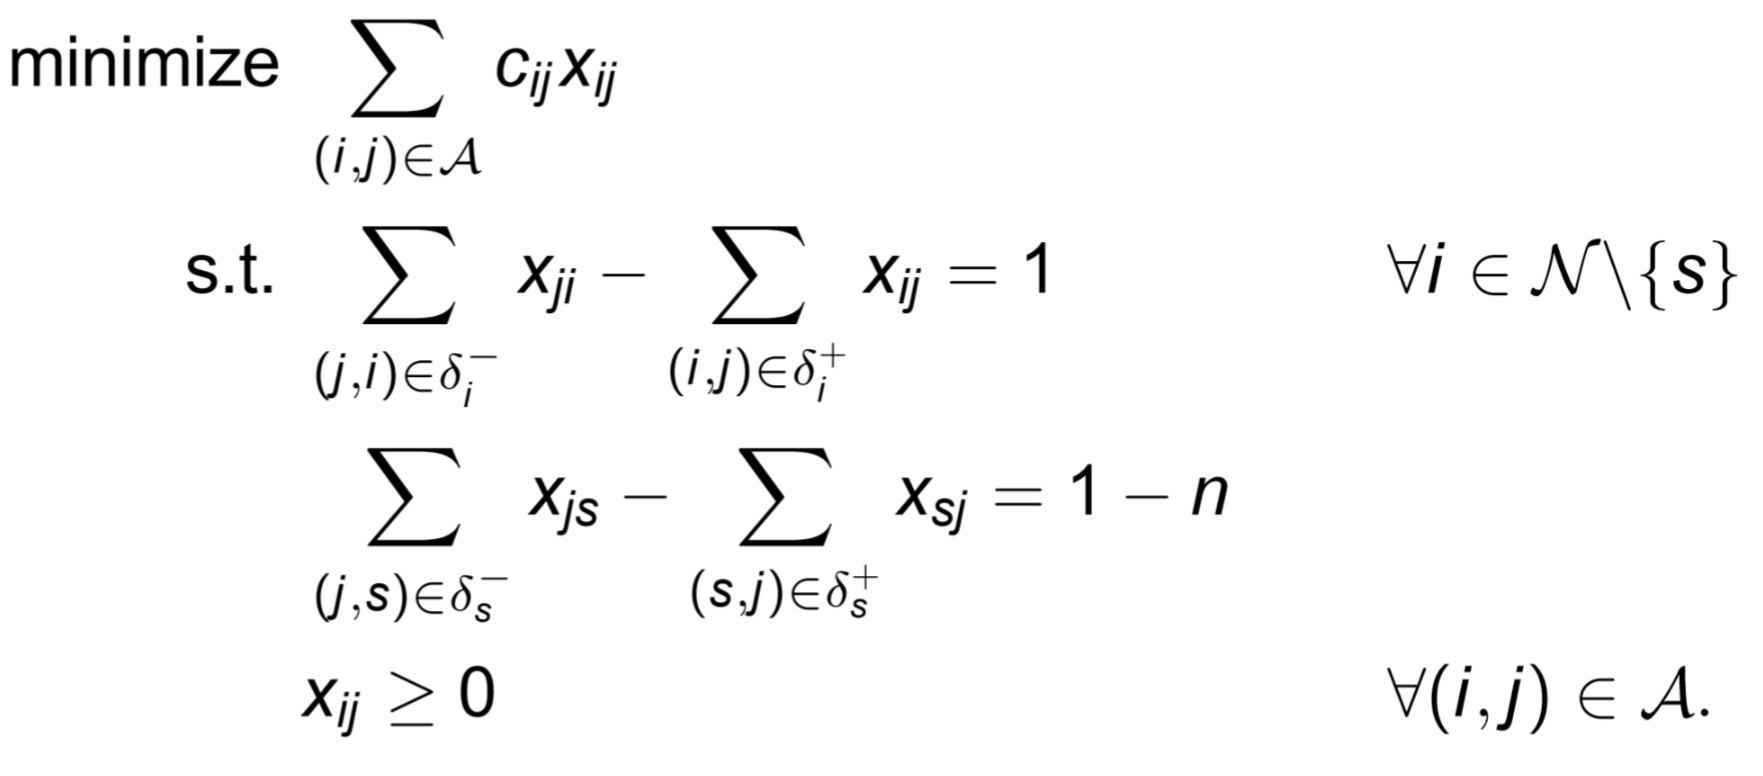 minimize ∑_{(i,j)∈𝒜} c_{ij} x_{ij}
s.t. ∑_{(j,i)∈δ_i^−} x_{ji} − ∑_{(i,j)∈δ_i^+} x_{ij} = 1 ∀i ∈ 𝒩\{s}
∑_{(j,s)∈δ_s^−} x_{js} − ∑_{(s,j)∈δ_s^+} x_{sj} = 1 − n
x_{ij} ≥ 0 ∀(i,j) ∈ 𝒜.